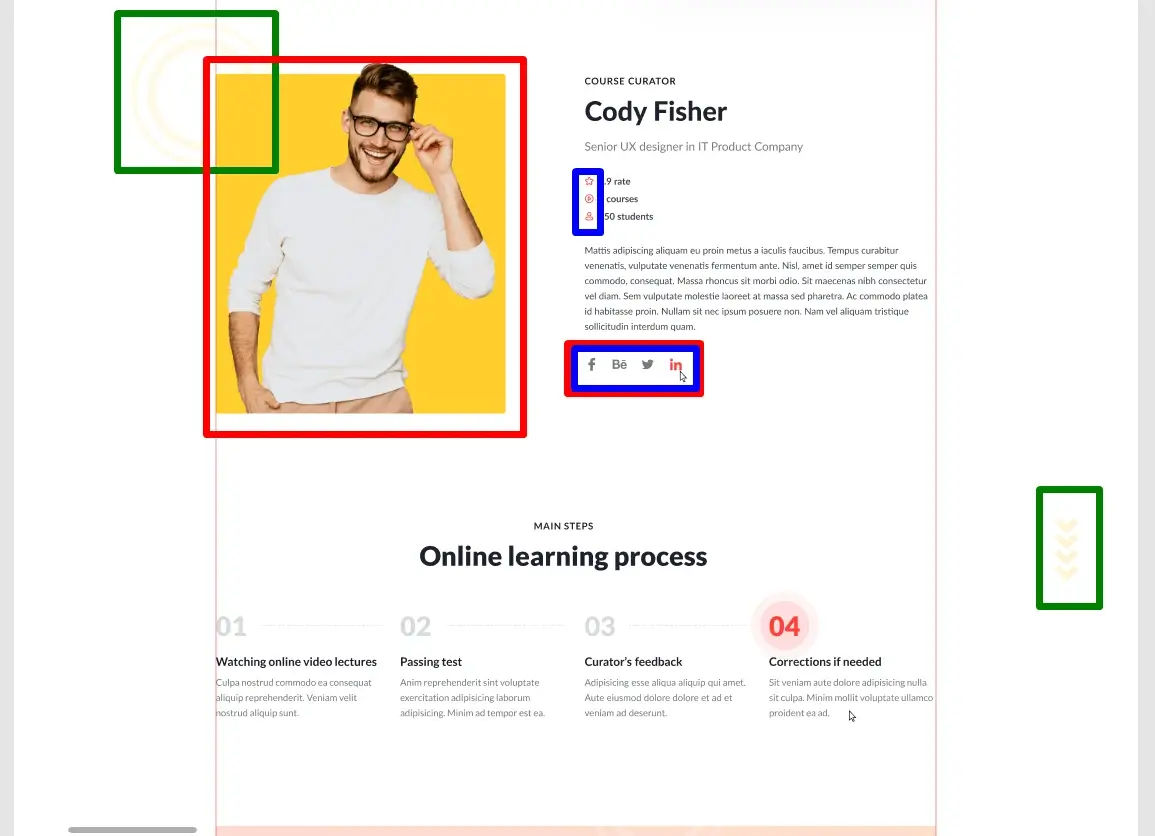 COURSE CURATOR
Cody Fisher
Senior UX designer in IT Product Company
.9 rate
courses
50 students
Mattis adipiscing aliquam eu proin metus a iaculis faucibus. Tempus curabitur
venenatis, vulputate venenatis fermentum ante. Nisl, amet id semper semper quis
commodo, consequat. Massa rhoncus sit morbi odio. Sit maecenas nibh consectetur
vel diam. Sem vulputate molestie laoreet at massa sed pharetra. Ac commodo platea
id habitasse proin. Nullam sit nec ipsum posuere non. Nam vel aliquam tristique
sollicitudin interdum quam.
f Bē in
MAIN STEPS
Online learning process
01 02 03 04
Watching online video lectures
Culpa nostrud commodo ea consequat
aliquip reprehenderit. Veniam velit
nostrud aliquip sunt.
Passing test
Anim reprehenderit sint voluptate
exercitation adipisicing laborum
adipisicing. Minim ad tempor est ea.
Curator's feedback
Adipisicing esse aliqua aliquip qui amet.
Aute eiusmod dolore dolore et ad et
veniam ad deserunt.
Corrections if needed
Sit veniam aute dolore adipisicing nulla
sit culpa. Minim mollit voluptate ullamco
proident ea ad.